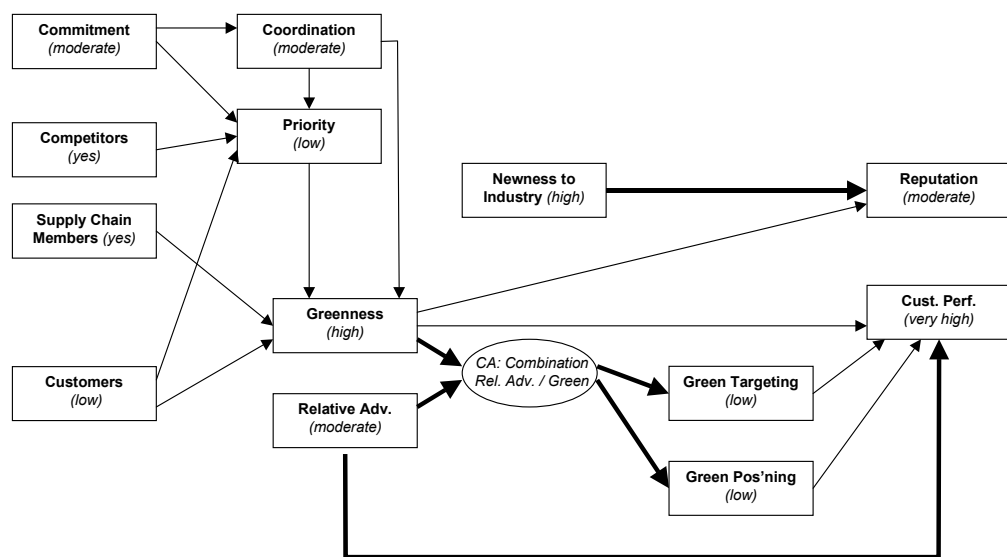 Commitment
(moderate)
Coordination
(moderate)
Competitors
(yes)
Priority
(low)
Newness to
Industry (high)
Reputation
(moderate)
Supply Chain
Members (yes)
Greenness
(high)
Cust. Perf.
(very high)
Customers
(low)
CA: Combination
Rel. Adv. / Green
Relative Adv.
(moderate)
Green Targeting
(low)
Green Pos'ning
(low)